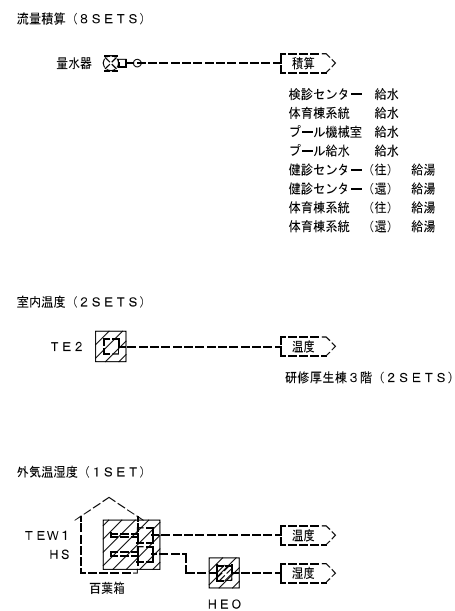 流量積算（８ＳＥＴＳ）
量水器
積算
検診センター　給水
体育棟系統　　給水
プール機械室　給水
プール給水　　給水
健診センター（往）　給湯
健診センター（還）　給湯
体育棟系統　（往）　給湯
体育棟系統　（還）　給湯
室内温度（２ＳＥＴＳ）
ＴＥ２
温度
研修厚生棟３階（２ＳＥＴＳ）
外気温湿度（１ＳＥＴ）
ＴＥＷ１
温度
ＨＳ
湿度
百葉箱
ＨＥＯ